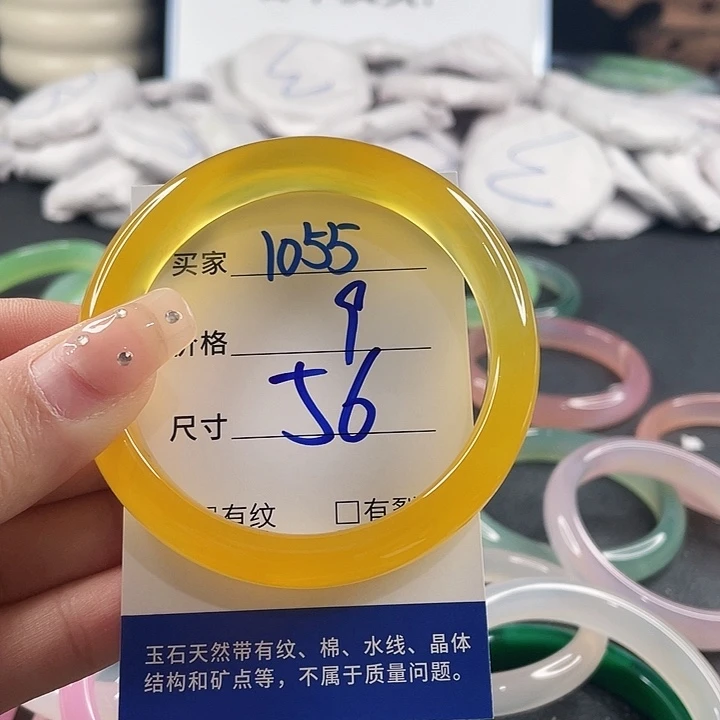 买家 1055
价格 9
尺寸 56
有纹 □有裂
玉石天然带有纹、棉、水线、晶体
结构和矿点等，不属于质量问题。